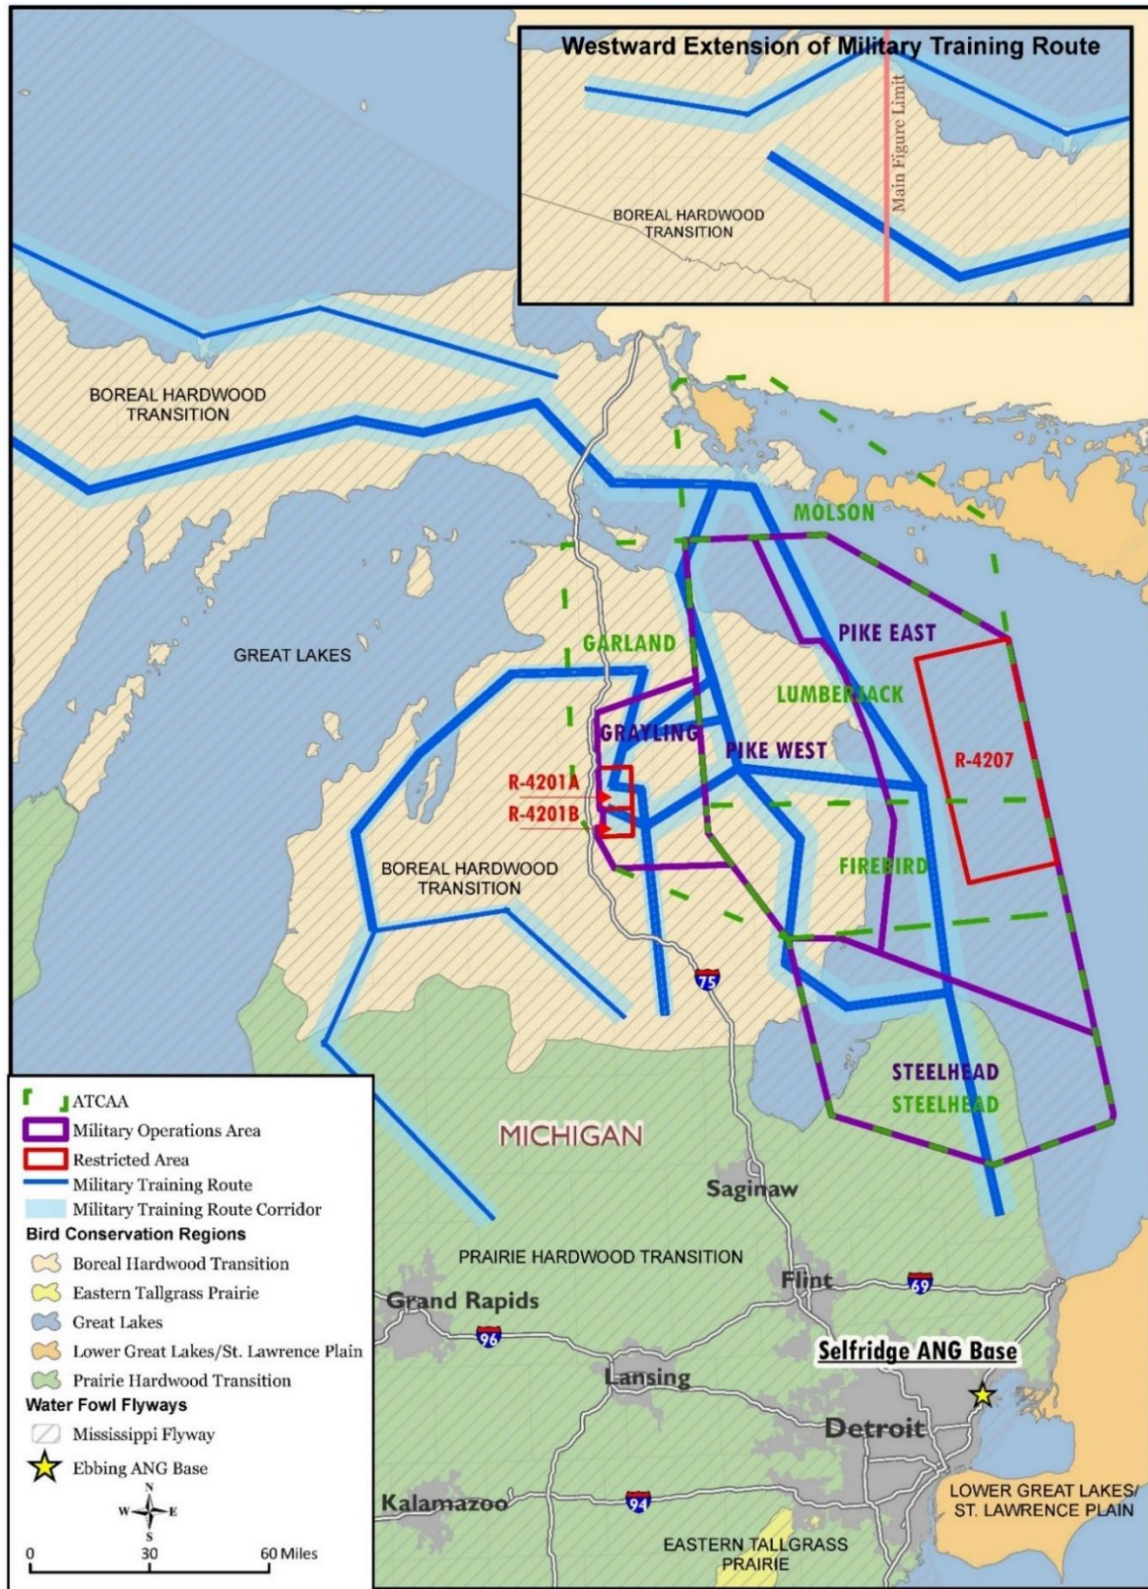 Westward Extension of Military Training Route
Main Figure Limit
BOREAL HARDWOOD
TRANSITION
BOREAL HARDWOOD
TRANSITION
MOLSON
GREAT LAKES
GARLAND
PIKE EAST
LUMBERJACK
GRAYLING
PIKE WEST
R-4207
R-4201A
R-4201B
BOREAL HARDWOOD
TRANSITION
FIREBIRD
75
STEELHEAD
STEELHEAD
MICHIGAN
Saginaw
PRAIRIE HARDWOOD TRANSITION
Flint
69
Grand Rapids
96
Selfridge ANG Base
Lansing
Detroit
Kalamazoo
94
LOWER GREAT LAKES/
ST. LAWRENCE PLAIN
EASTERN TALLGRASS
PRAIRIE
ATCAA
Military Operations Area
Restricted Area
Military Training Route
Military Training Route Corridor
Bird Conservation Regions
Boreal Hardwood Transition
Eastern Tallgrass Prairie
Great Lakes
Lower Great Lakes/St. Lawrence Plain
Prairie Hardwood Transition
Water Fowl Flyways
Mississippi Flyway
Ebbing ANG Base
N
W E
S
0 30 60 Miles